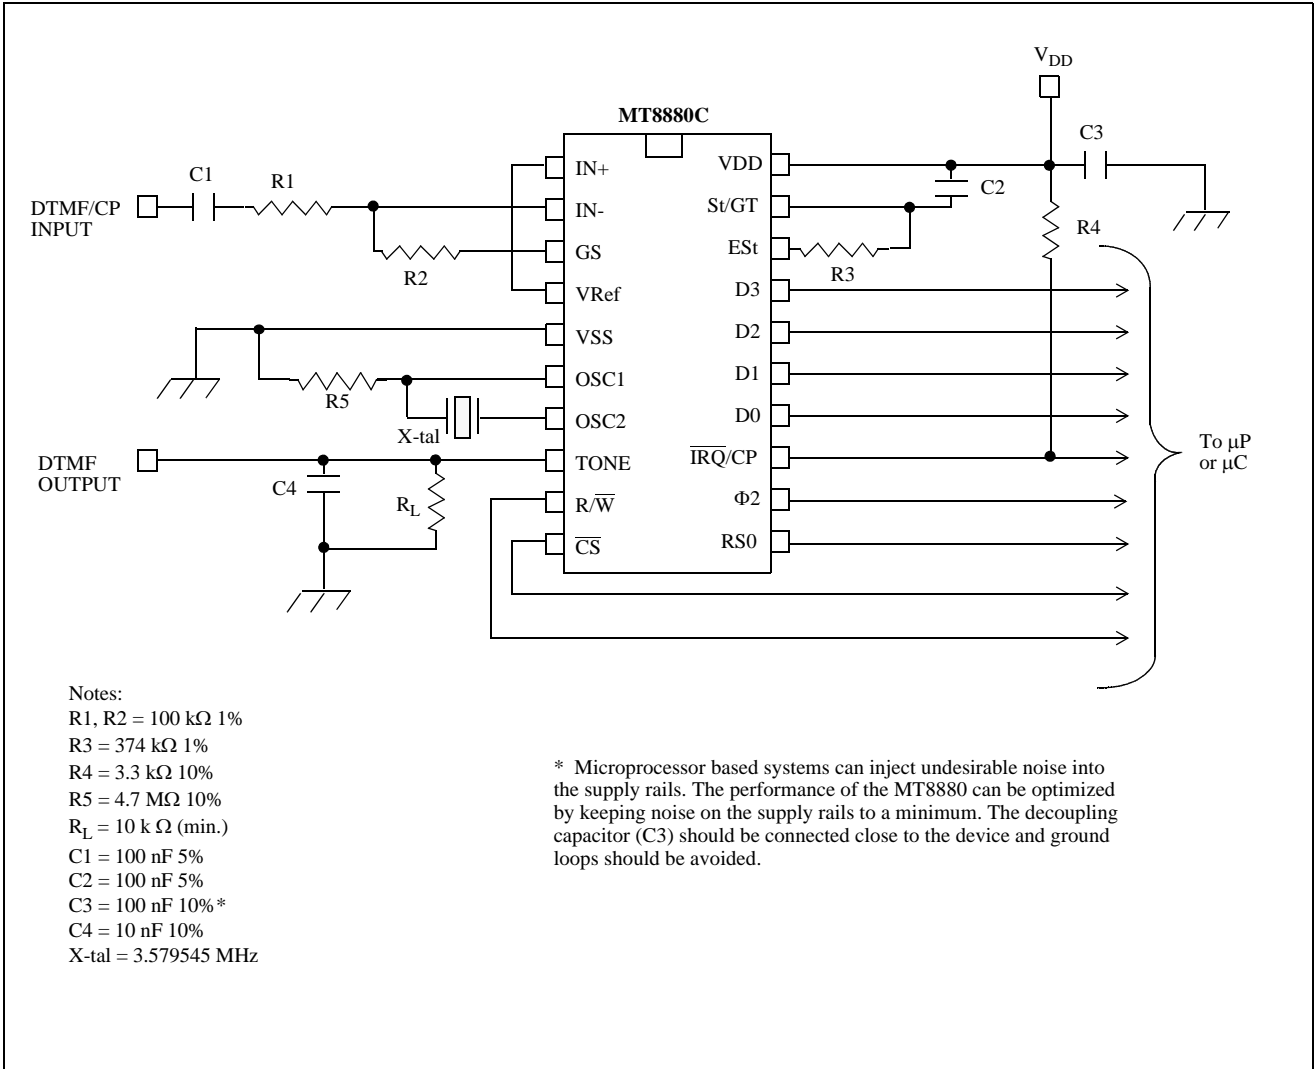 V_DD
MT8880C
C3
C1
R1
IN+
VDD
C2
DTMF/CP
INPUT
IN-
St/GT
R4
GS
ESt
R2
R3
VRef
D3
VSS
D2
OSC1
D1
R5
OSC2
D0
X-tal
DTMF
OUTPUT
TONE
I̅R̅Q̅/CP
To µP
or µC
C4
R_L
R/W̅
Φ2
C̅S̅
RS0
Notes:
R1, R2 = 100 kΩ 1%
R3 = 374 kΩ 1%
R4 = 3.3 kΩ 10%
R5 = 4.7 MΩ 10%
R_L = 10 k Ω (min.)
C1 = 100 nF 5%
C2 = 100 nF 5%
C3 = 100 nF 10%*
C4 = 10 nF 10%
X-tal = 3.579545 MHz
* Microprocessor based systems can inject undesirable noise into
the supply rails. The performance of the MT8880 can be optimized
by keeping noise on the supply rails to a minimum. The decoupling
capacitor (C3) should be connected close to the device and ground
loops should be avoided.